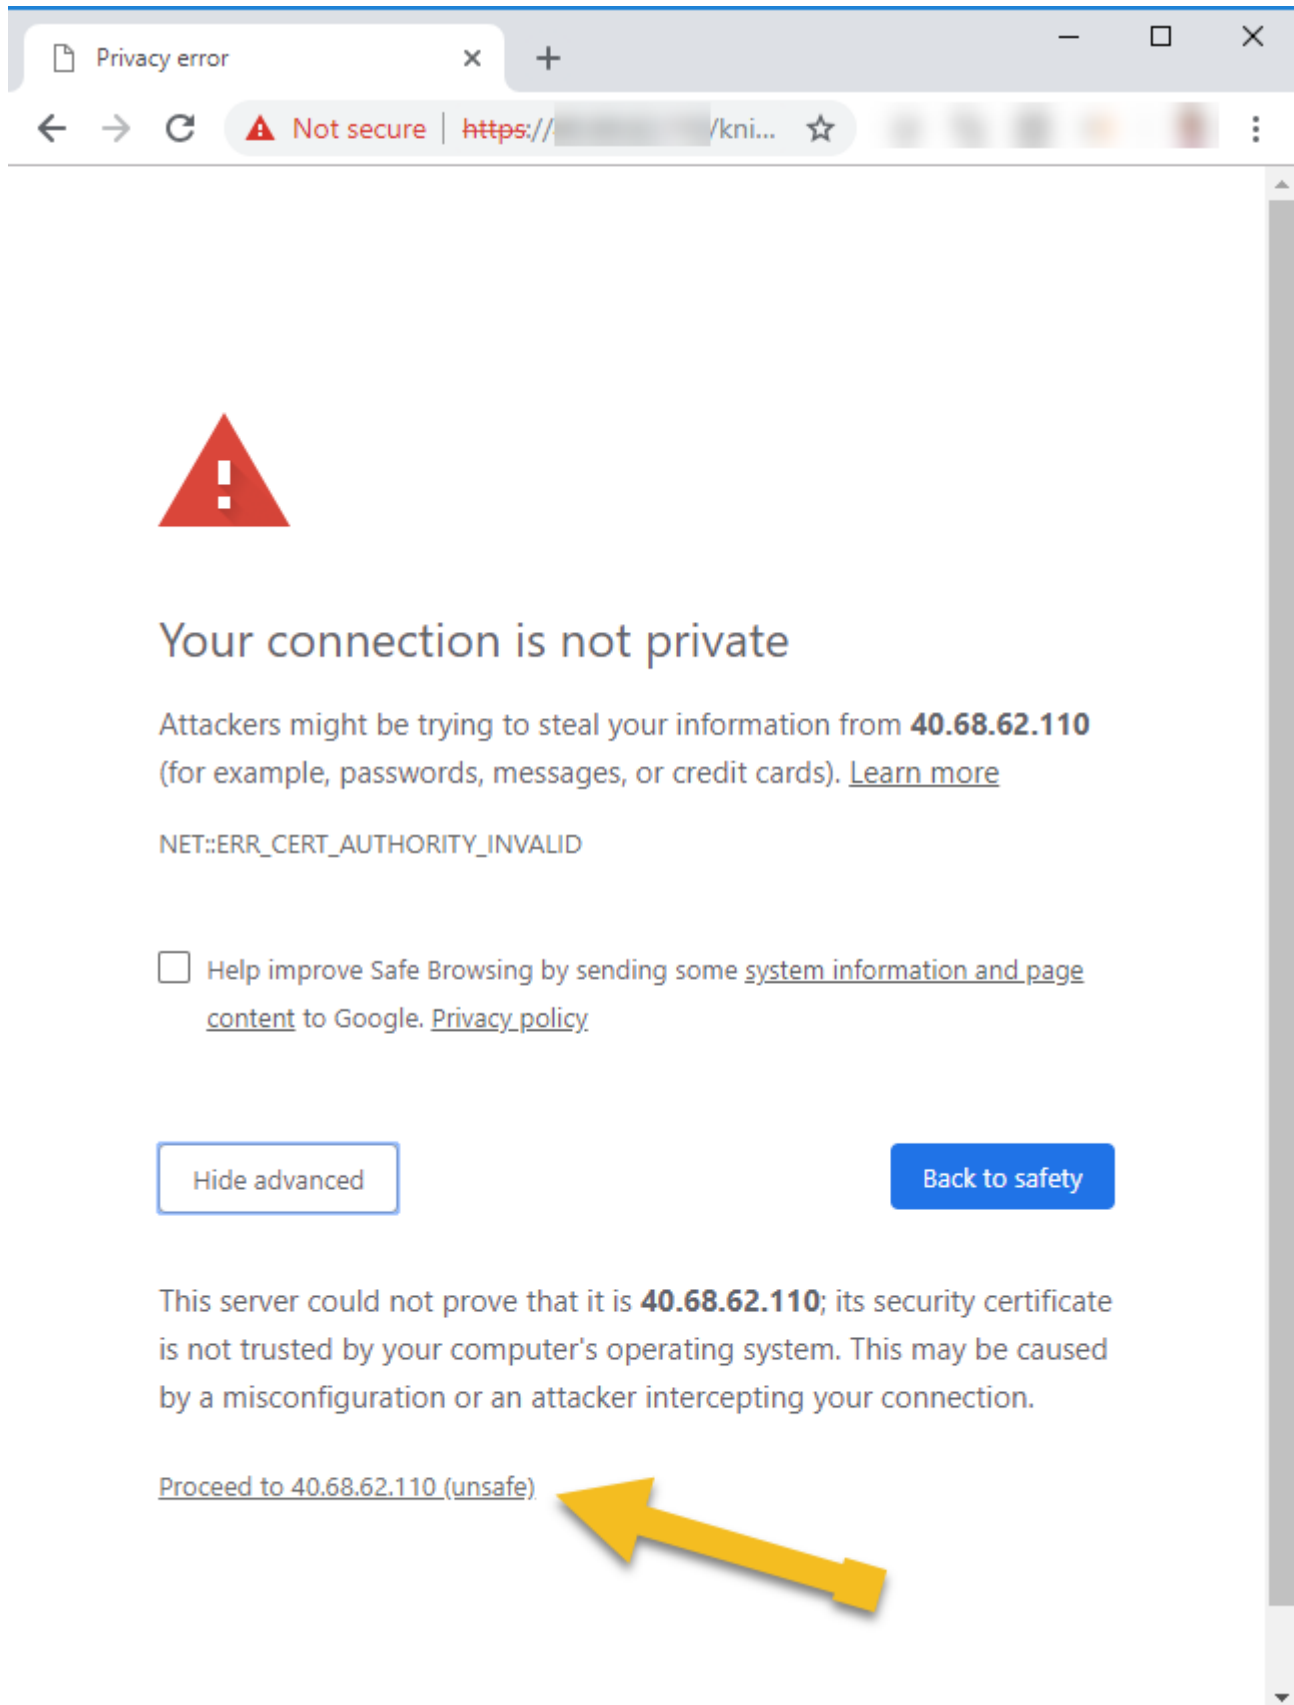 Privacy error
Not secure | https:// /kni...
Your connection is not private
Attackers might be trying to steal your information from 40.68.62.110
(for example, passwords, messages, or credit cards). Learn more
NET::ERR_CERT_AUTHORITY_INVALID
Help improve Safe Browsing by sending some system information and page
content to Google. Privacy policy
Hide advanced
Back to safety
This server could not prove that it is 40.68.62.110; its security certificate
is not trusted by your computer's operating system. This may be caused
by a misconfiguration or an attacker intercepting your connection.
Proceed to 40.68.62.110 (unsafe)